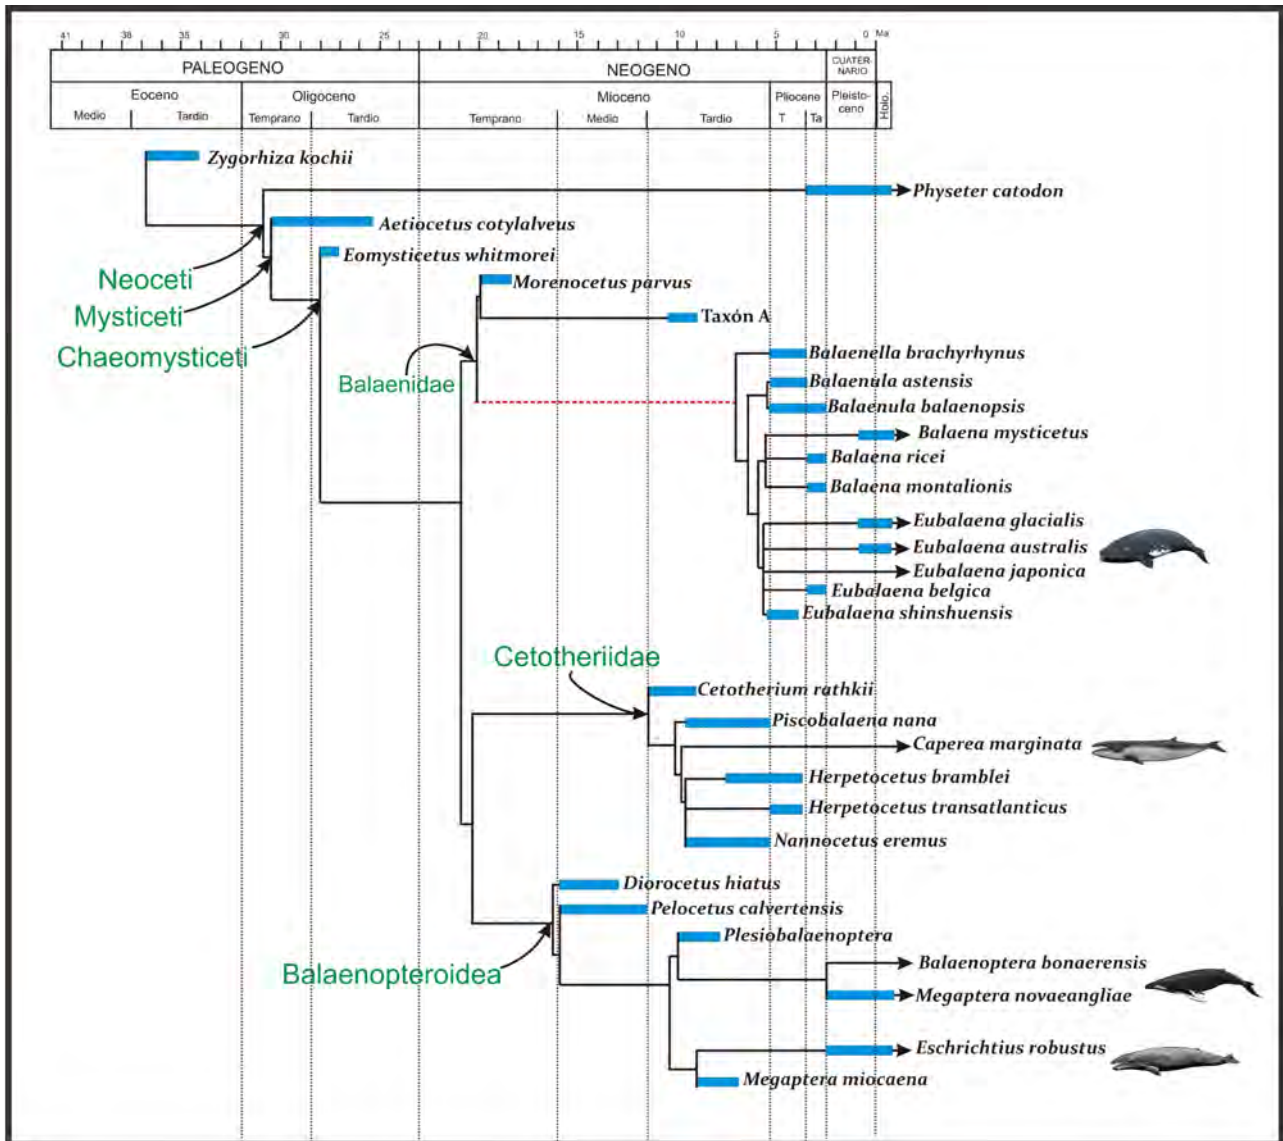 41 38 35 30 25 20 15 10 5 0 Ma
PALEOGENO NEOGENO CUATER-
NARIO
Eoceno Oligoceno Mioceno Pliocene Pleisto-
ceno Holo.
Medio Tardio Temprano Tardio Temprano Medio Tardio T Ta
Zygorhiza kochii
Physeter catodon
Aetiocetus cotylalveus
Eomysticetus whitmorei
Neoceti
Morenocetus parvus
Mysticeti
Taxón A
Chaeomysticeti
Balaenella brachyrhynus
Balaenidae
Balaenula astensis
Balaenula balaenopsis
Balaena mysticetus
Balaena ricei
Balaena montalionis
Eubalaena glacialis
Eubalaena australis
Eubalaena japonica
Eubalaena belgica
Eubalaena shinshuensis
Cetotheriidae
Cetotherium rathkii
Piscobalaena nana
Caperea marginata
Herpetocetus bramblei
Herpetocetus transatlanticus
Nannocetus eremus
Diorocetus hiatus
Pelocetus calvertensis
Plesiobalaenoptera
Balaenopteroidea
Balaenoptera bonaerensis
Megaptera novaeangliae
Eschrichtius robustus
Megaptera miocaena